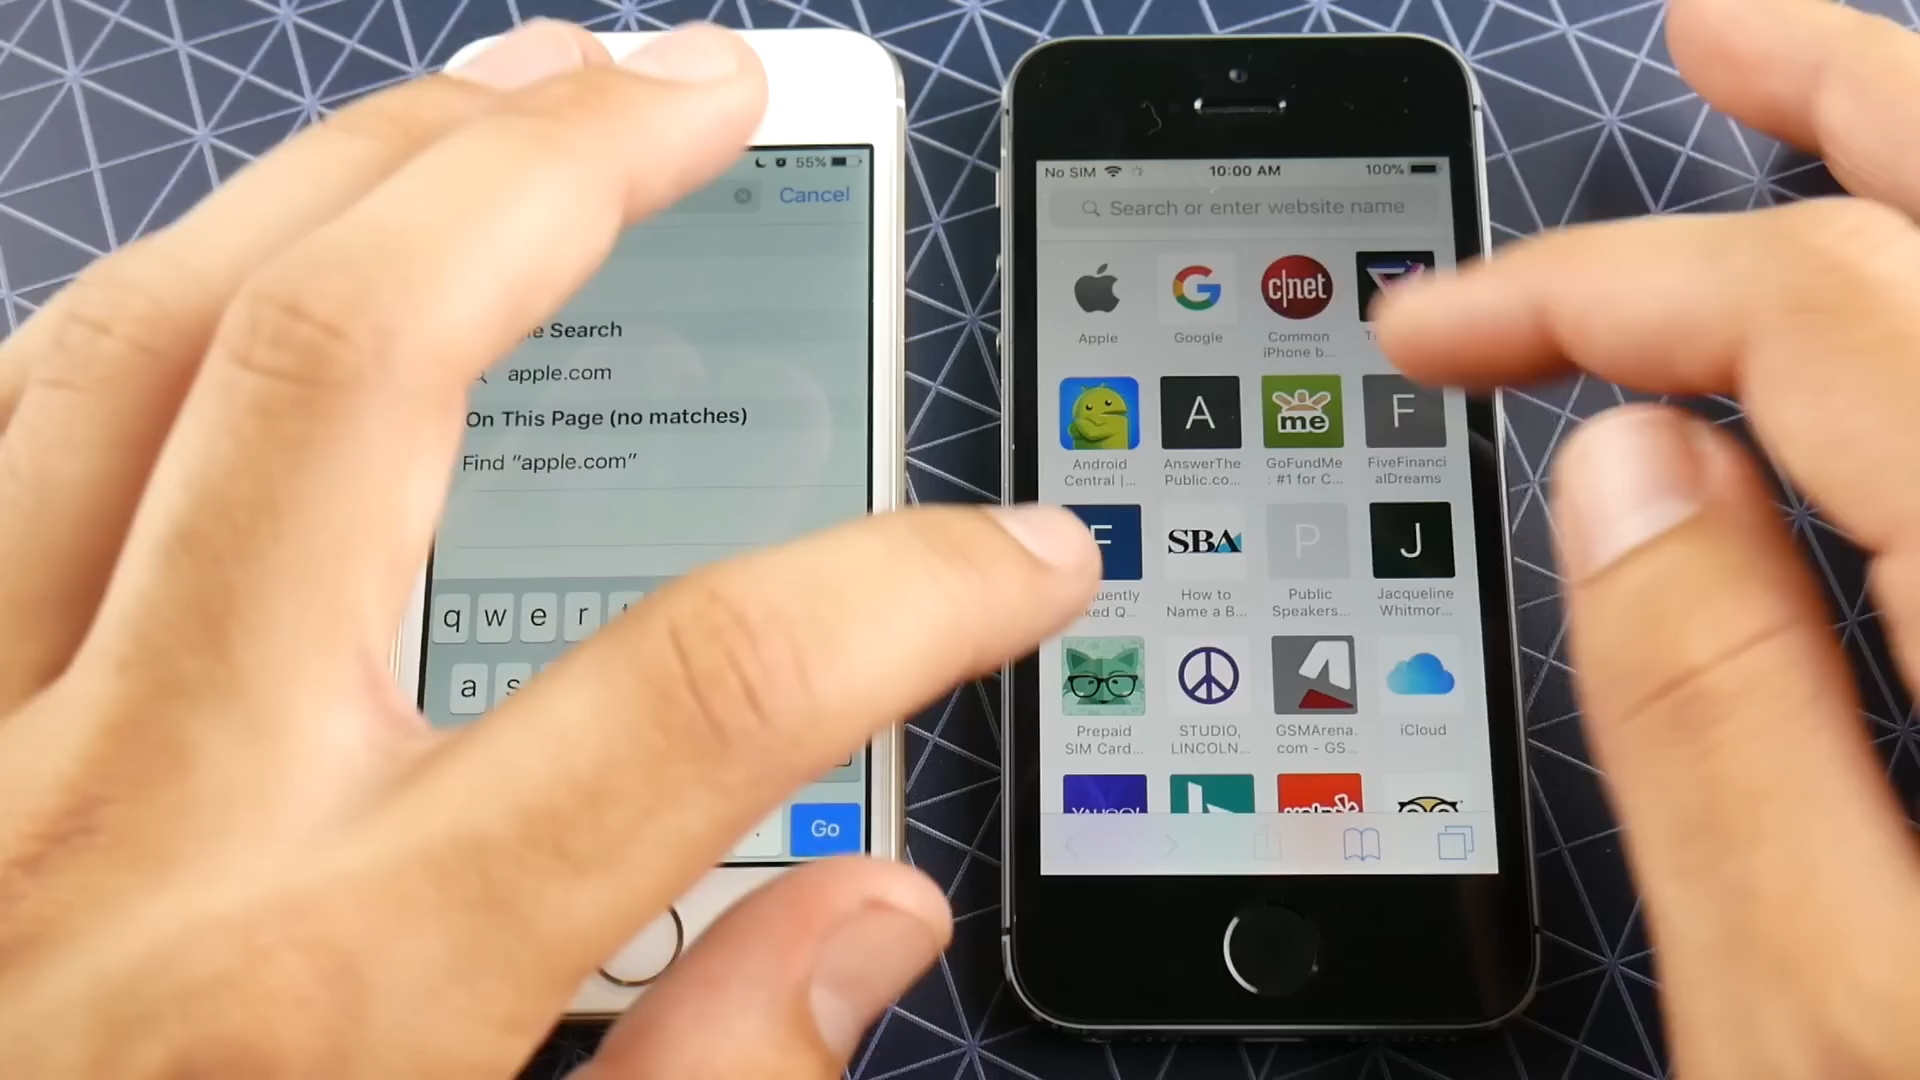 55%
Cancel
Search
apple.com
On This Page (no matches)
Find “apple.com”
q w e r
a s
.
Go
No SIM 10:00 AM 100%
Search or enter website name
G c|net
Apple Google Common
iPhone b...
A me F
Android AnswerThe GoFundMe FiveFinanci
Central |... Public.co... : #1 for C... alDreams
F SBA P J
How to Public Jacqueline
Name a B... Speakers... Whitmor...
Prepaid STUDIO, GSMArena. iCloud
SIM Card... LINCOLN... com - GS...
YAHOO! yelp